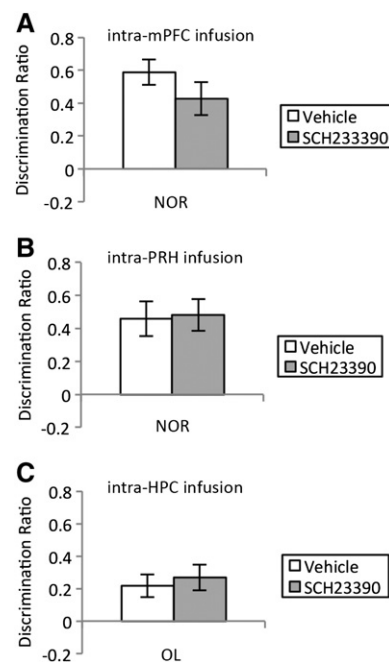 A
intra-mPFC infusion
Discrimination Ratio
0.8
0.6
0.4
0.2
0
-0.2
NOR
Vehicle
SCH233390
B
intra-PRH infusion
Discrimination Ratio
0.8
0.6
0.4
0.2
0
-0.2
NOR
Vehicle
SCH23390
C
intra-HPC infusion
Discrimination Ratio
0.8
0.6
0.4
0.2
0
-0.2
OL
Vehicle
SCH23390